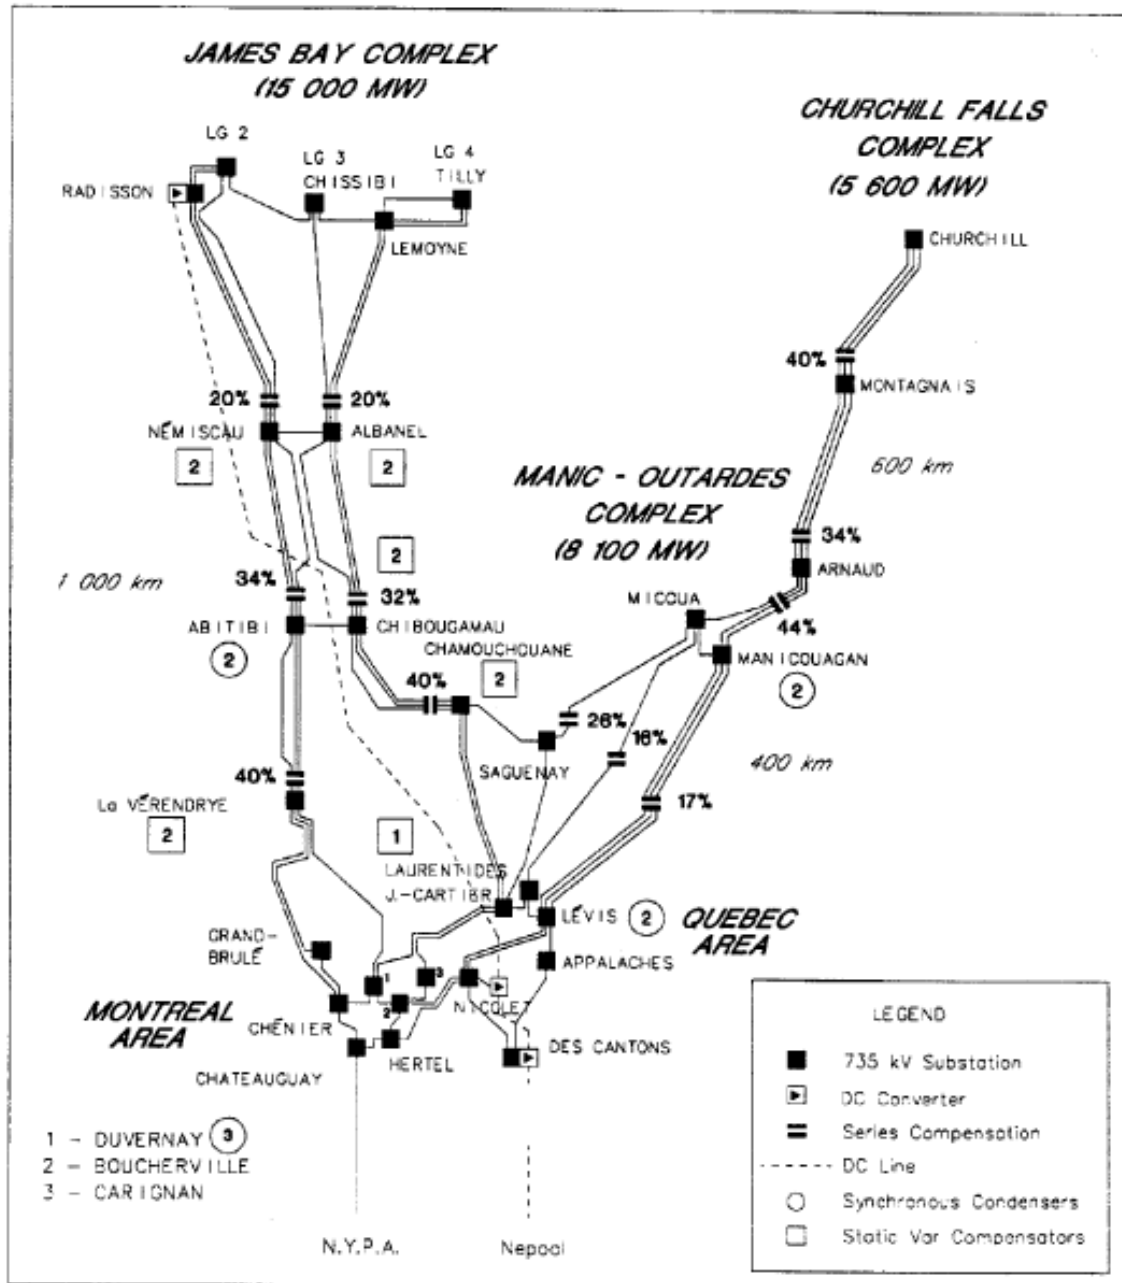 JAMES BAY COMPLEX
(15 000 MW)
CHURCHILL FALLS
COMPLEX
(5 600 MW)
LG 2
LG 3
CHISSIBI
LG 4
TILLY
RADISSON
LEMOYNE
CHURCHILL
40%
MONTAGNAIS
20%
20%
NÉMISCAU
ALBANEL
2
2
600 km
MANIC - OUTARDES
COMPLEX
(8 100 MW)
2
34%
ARNAUD
1 000 km
34%
32%
MICOUA
44%
ABITIBI
CHIBOUGAMAU
2
CHAMOUCHOUANE
2
MANICOUAGAN
2
40%
26%
16%
SAGUENAY
400 km
40%
17%
La VÉRENDRYE
2
1
LAURENTIDES
J.-CARTIER
LÉVIS
2
QUEBEC
AREA
GRAND-
BRULÉ
APPALACHES
1
3
2
NICOLET
MONTREAL
AREA
CHÉNIER
HERTEL
DES CANTONS
CHATEAUGUAY
1 - DUVERNAY 3
2 - BOUCHERVILLE
3 - CARIGNAN
N.Y.P.A.
Nepool
LEGEND
735 kV Substation
DC Converter
Series Compensation
DC Line
Synchronous Condensers
Static Var Compensators